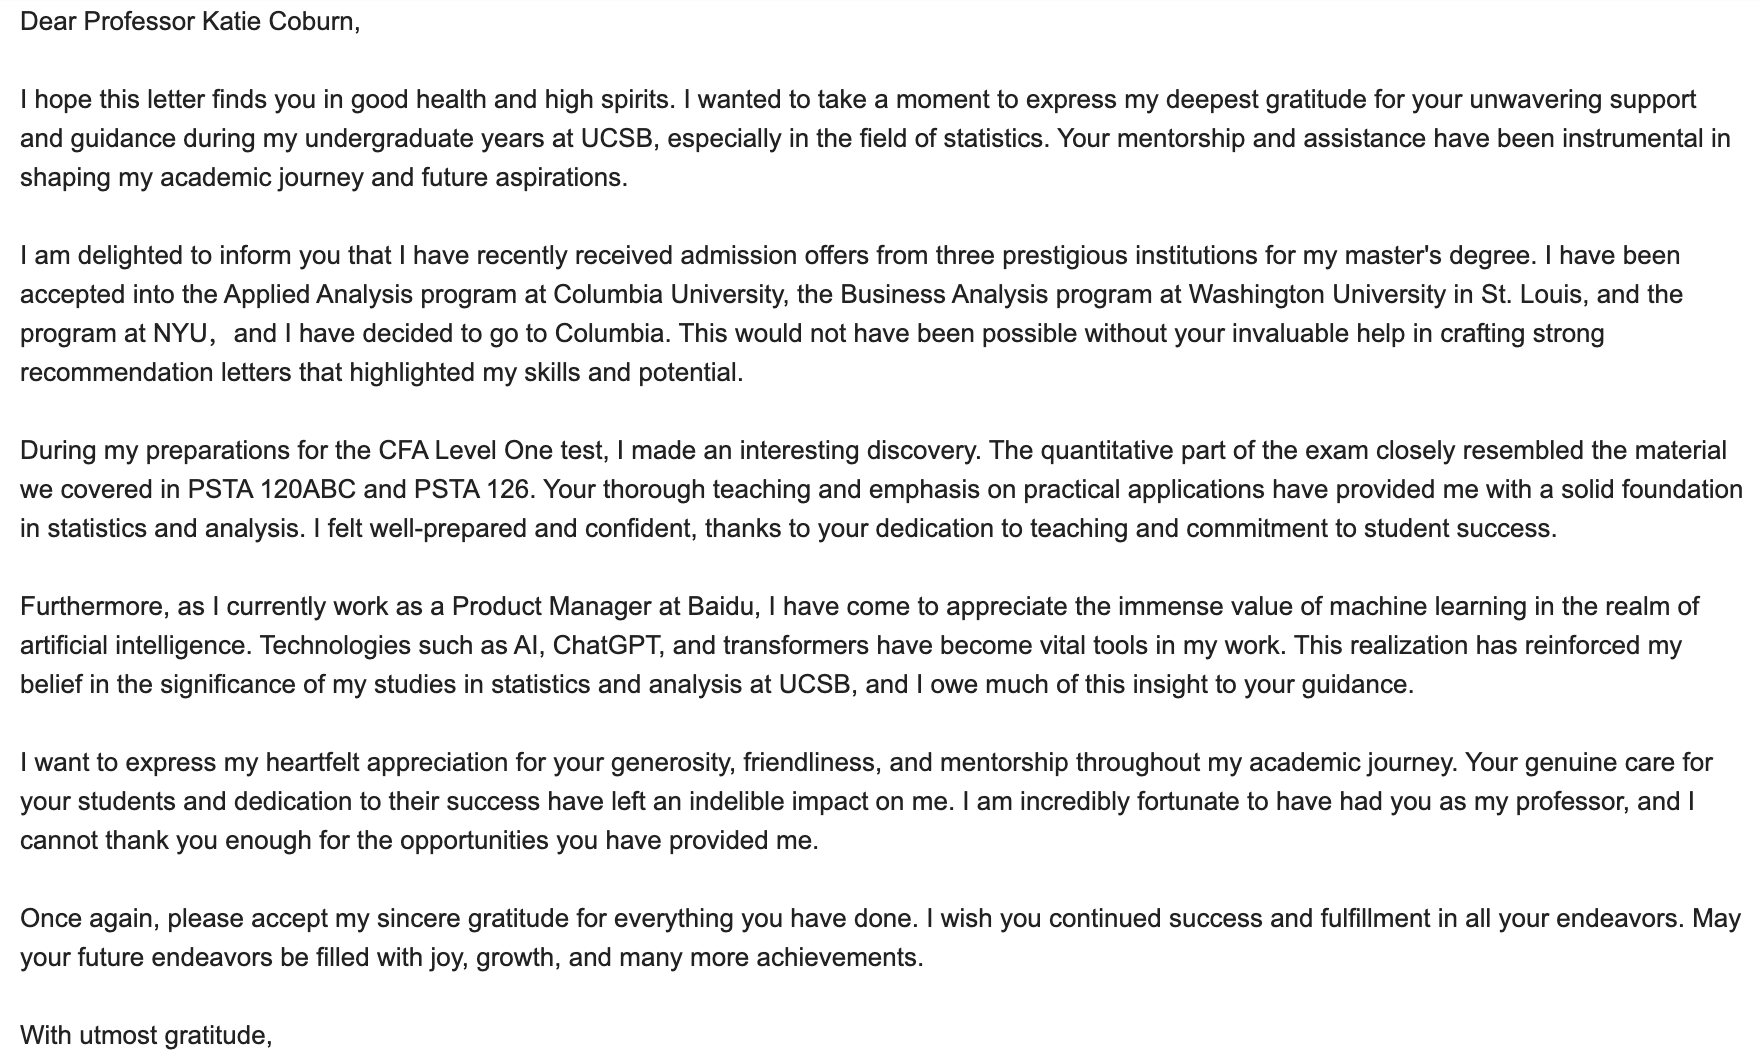 Dear Professor Katie Coburn,
I hope this letter finds you in good health and high spirits. I wanted to take a moment to express my deepest gratitude for your unwavering support
and guidance during my undergraduate years at UCSB, especially in the field of statistics. Your mentorship and assistance have been instrumental in
shaping my academic journey and future aspirations.
I am delighted to inform you that I have recently received admission offers from three prestigious institutions for my master's degree. I have been
accepted into the Applied Analysis program at Columbia University, the Business Analysis program at Washington University in St. Louis, and the
program at NYU，and I have decided to go to Columbia. This would not have been possible without your invaluable help in crafting strong
recommendation letters that highlighted my skills and potential.
During my preparations for the CFA Level One test, I made an interesting discovery. The quantitative part of the exam closely resembled the material
we covered in PSTA 120ABC and PSTA 126. Your thorough teaching and emphasis on practical applications have provided me with a solid foundation
in statistics and analysis. I felt well-prepared and confident, thanks to your dedication to teaching and commitment to student success.
Furthermore, as I currently work as a Product Manager at Baidu, I have come to appreciate the immense value of machine learning in the realm of
artificial intelligence. Technologies such as AI, ChatGPT, and transformers have become vital tools in my work. This realization has reinforced my
belief in the significance of my studies in statistics and analysis at UCSB, and I owe much of this insight to your guidance.
I want to express my heartfelt appreciation for your generosity, friendliness, and mentorship throughout my academic journey. Your genuine care for
your students and dedication to their success have left an indelible impact on me. I am incredibly fortunate to have had you as my professor, and I
cannot thank you enough for the opportunities you have provided me.
Once again, please accept my sincere gratitude for everything you have done. I wish you continued success and fulfillment in all your endeavors. May
your future endeavors be filled with joy, growth, and many more achievements.
With utmost gratitude,